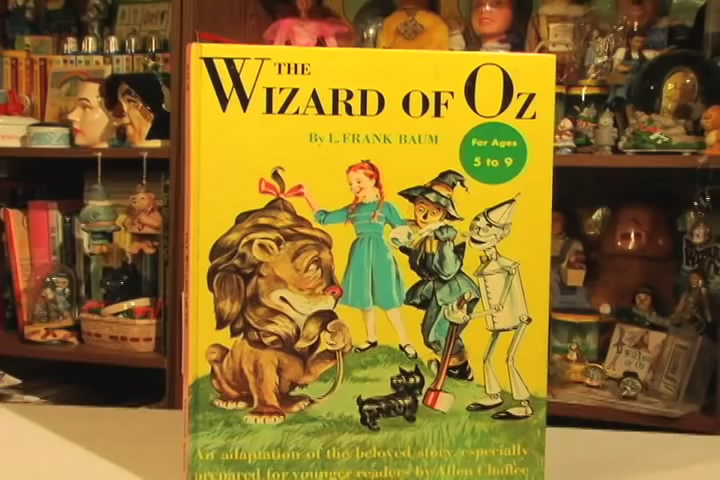 THE
WIZARD OF OZ
By L. FRANK BAUM
For Ages
5 to 9
An adaptation of the beloved story, especially
prepared for younger readers by Allen Chaffee